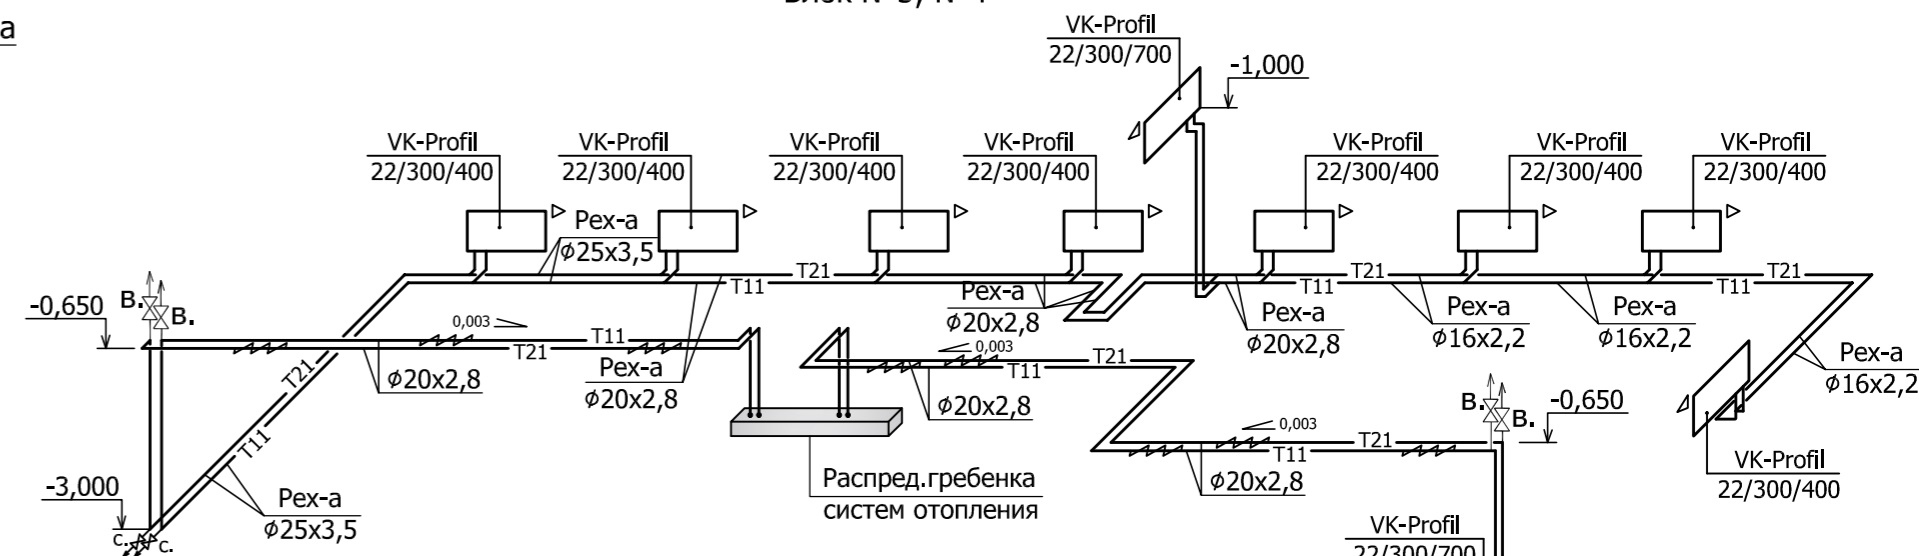 а
VK-Profil
22/300/700
-1,000
VK-Profil
22/300/400
VK-Profil
22/300/400
VK-Profil
22/300/400
VK-Profil
22/300/400
VK-Profil
22/300/400
VK-Profil
22/300/400
VK-Profil
22/300/400
Pex-a
ϕ25x3,5
T21
T11
T21
T11
T21
T11
-0,650
В.
В.
0,003
T11
T21
Pex-a
ϕ20x2,8
Pex-a
ϕ20x2,8
Pex-a
ϕ16x2,2
Pex-a
ϕ16x2,2
Pex-a
ϕ16x2,2
ϕ20x2,8
Pex-a
ϕ20x2,8
0,003
T21
T11
ϕ20x2,8
T21
T11
В.
В.
-0,650
0,003
T21
T11
ϕ20x2,8
VK-Profil
22/300/400
-3,000
Pex-a
ϕ25x3,5
с.
с.
Распред.гребенка
систем отопления
VK-Profil
22/300/700